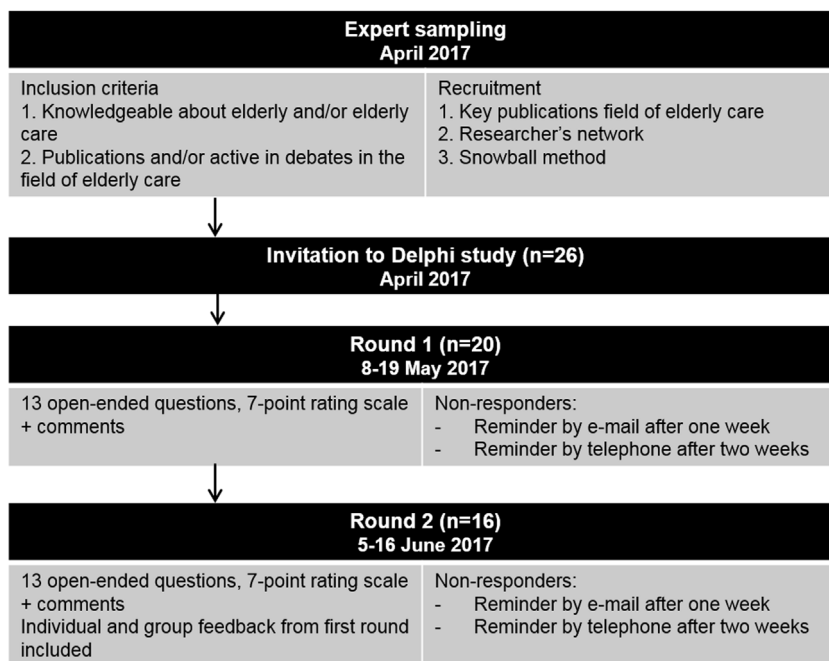 Expert sampling
April 2017
Inclusion criteria
1. Knowledgeable about elderly and/or elderly
care
2. Publications and/or active in debates in the
field of elderly care
Recruitment
1. Key publications field of elderly care
2. Researcher's network
3. Snowball method
Invitation to Delphi study (n=26)
April 2017
Round 1 (n=20)
8-19 May 2017
13 open-ended questions, 7-point rating scale
+ comments
Non-responders:
- Reminder by e-mail after one week
- Reminder by telephone after two weeks
Round 2 (n=16)
5-16 June 2017
13 open-ended questions, 7-point rating scale
+ comments
Individual and group feedback from first round
included
Non-responders:
- Reminder by e-mail after one week
- Reminder by telephone after two weeks